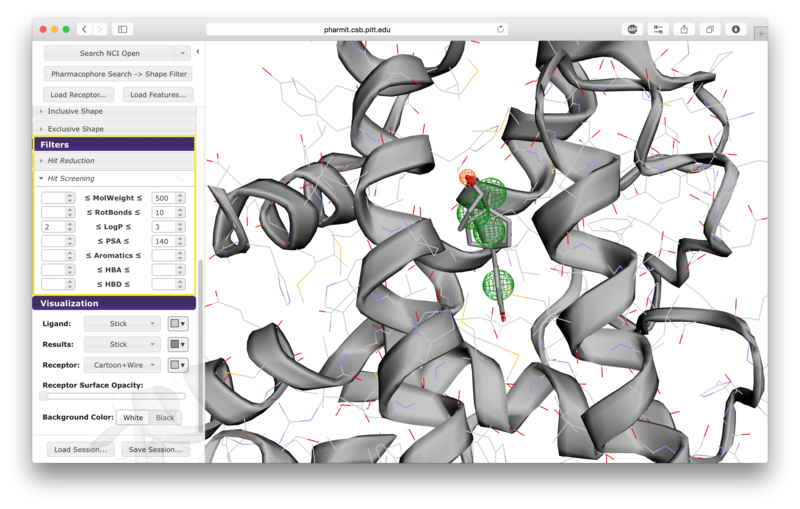 pharmit.csb.pitt.edu
ABP
Search NCI Open
Pharmacophore Search -> Shape Filter
Load Receptor...
Load Features...
Inclusive Shape
Exclusive Shape
Filters
Hit Reduction
Hit Screening
≤ MolWeight ≤ 500
≤ RotBonds ≤ 10
2 ≤ LogP ≤ 3
≤ PSA ≤ 140
≤ Aromatics ≤
≤ HBA ≤
≤ HBD ≤
Visualization
Ligand: Stick
Results: Stick
Receptor: Cartoon+Wire
Receptor Surface Opacity:
Background Color: White Black
Load Session... Save Session...